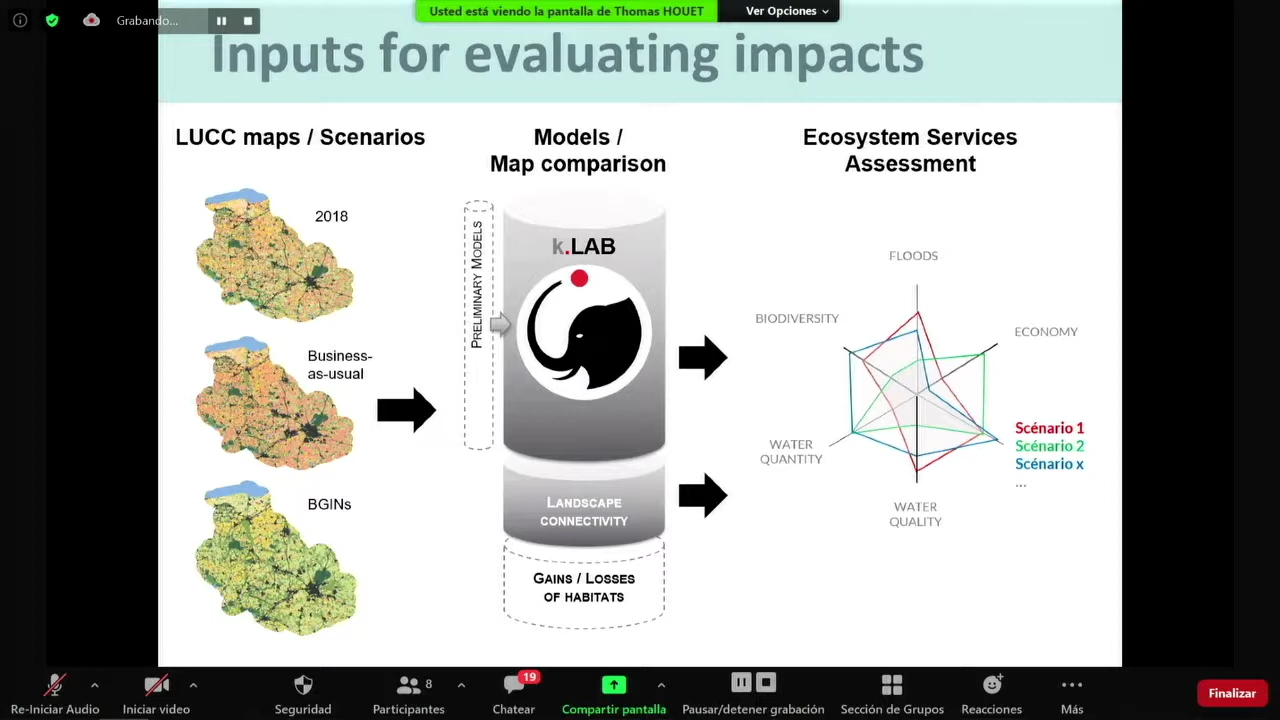 Grabando...
Usted está viendo la pantalla de Thomas HOUET
Ver Opciones
Inputs for evaluating impacts
LUCC maps / Scenarios
Models /
Map comparison
Ecosystem Services
Assessment
2018
Business-
as-usual
BGINs
PRELIMINARY MODELS
k.LAB
LANDSCAPE
CONNECTIVITY
GAINS / LOSSES
OF HABITATS
FLOODS
BIODIVERSITY
ECONOMY
WATER
QUANTITY
WATER
QUALITY
Scénario 1
Scénario 2
Scénario x
...
Re-Iniciar Audio
Iniciar video
Seguridad
8
Participantes
19
Chatear
Compartir pantalla
Pausar/detener grabación
Sección de Grupos
Reacciones
Más
Finalizar